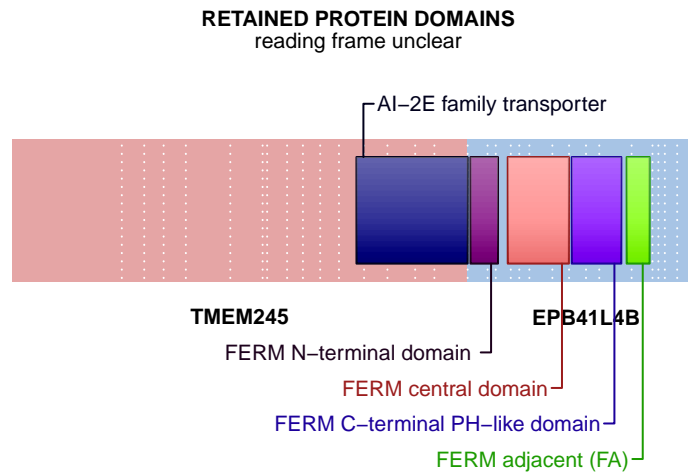 RETAINED PROTEIN DOMAINS
reading frame unclear
AI−2E family transporter
TMEM245
EPB41L4B
FERM N−terminal domain
FERM central domain
FERM C−terminal PH−like domain
FERM adjacent (FA)